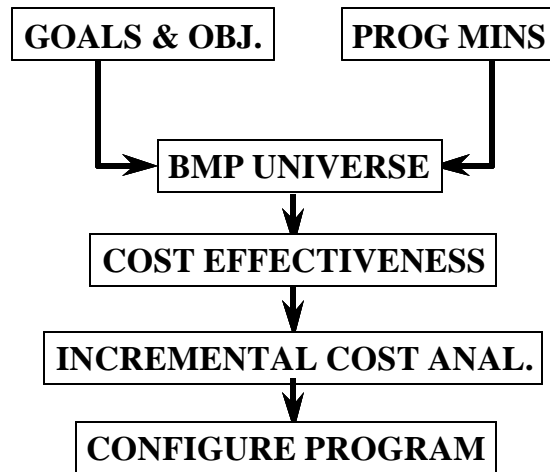 GOALS & OBJ.
PROG MINS
BMP UNIVERSE
COST EFFECTIVENESS
INCREMENTAL COST ANAL.
CONFIGURE PROGRAM